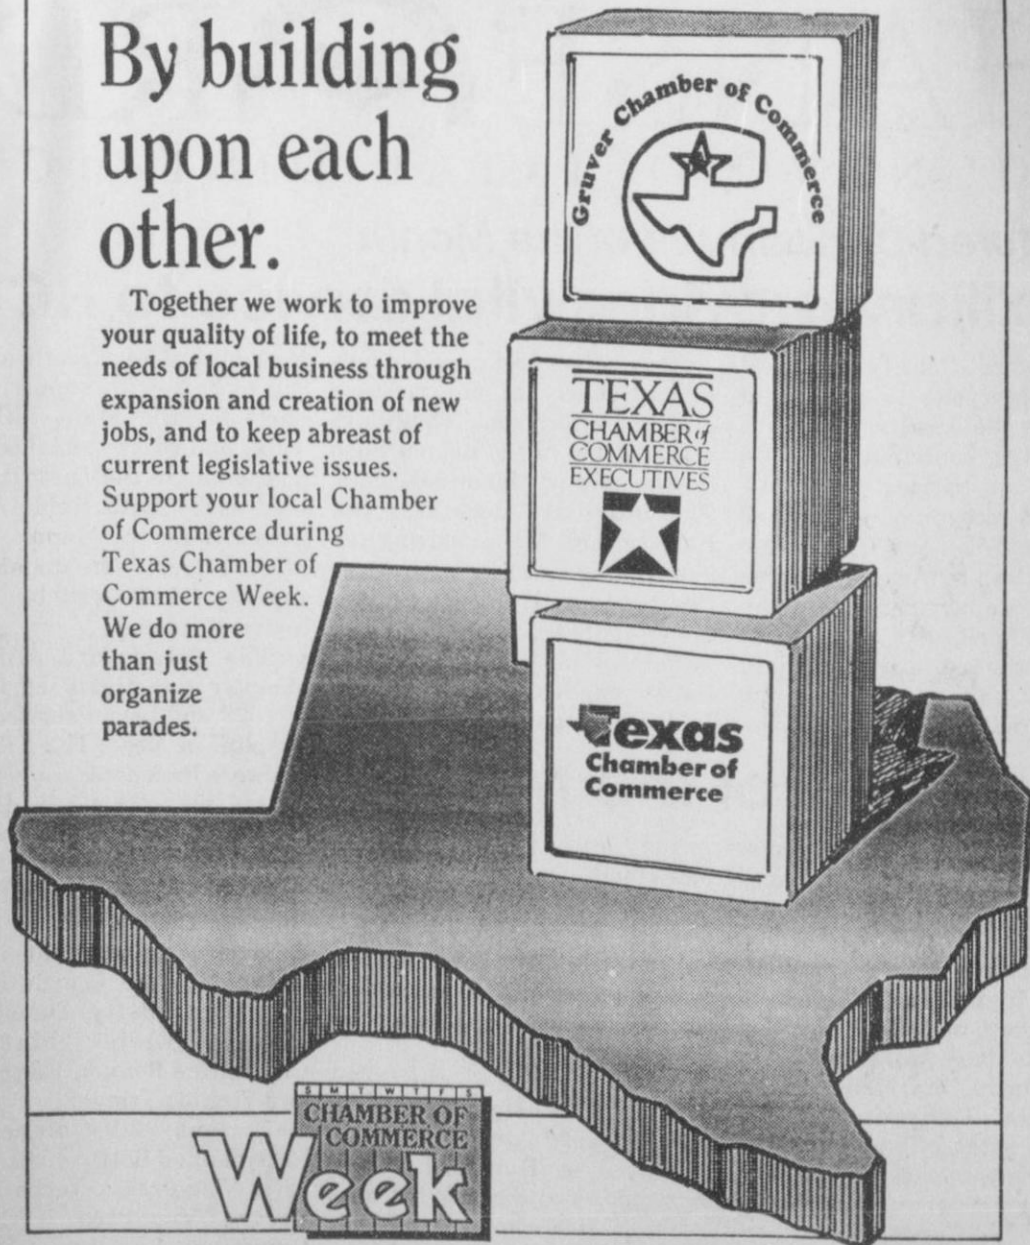 By building
upon each
other.
Together we work to improve
your quality of life, to meet the
needs of local business through
expansion and creation of new
jobs, and to keep abreast of
current legislative issues.
Support your local Chamber
of Commerce during
Texas Chamber of
Commerce Week.
We do more
than just
organize
parades.
Gruver Chamber of Commerce
TEXAS
CHAMBER of
COMMERCE
EXECUTIVES
Texas
Chamber of
Commerce
S M T W T F S
CHAMBER OF
COMMERCE
Week